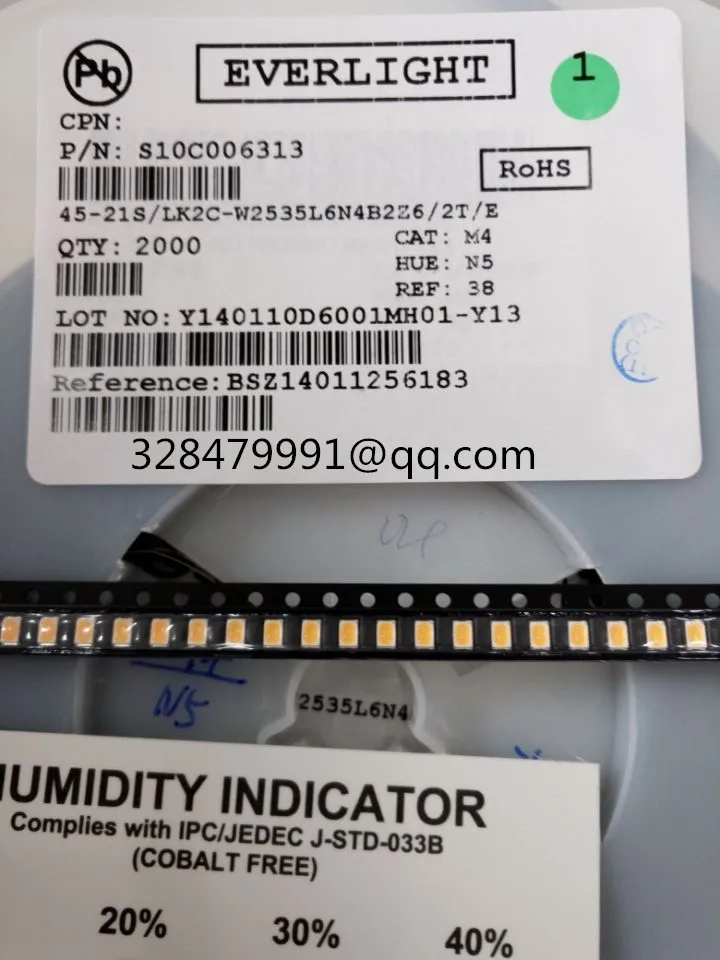 Pb
EVERLIGHT
1
CPN:
P/N: S10C006313
RoHS
45-21S/LK2C-W2535L6N4B2Z6/2T/E
QTY: 2000
CAT: M4
HUE: N5
REF: 38
LOT NO: Y140110D6001MH01-Y13
Reference: BSZ14011256183
328479991@qq.com
N5
2535L6N4
HUMIDITY INDICATOR
Complies with IPC/JEDEC J-STD-033B
(COBALT FREE)
20% 30% 40%